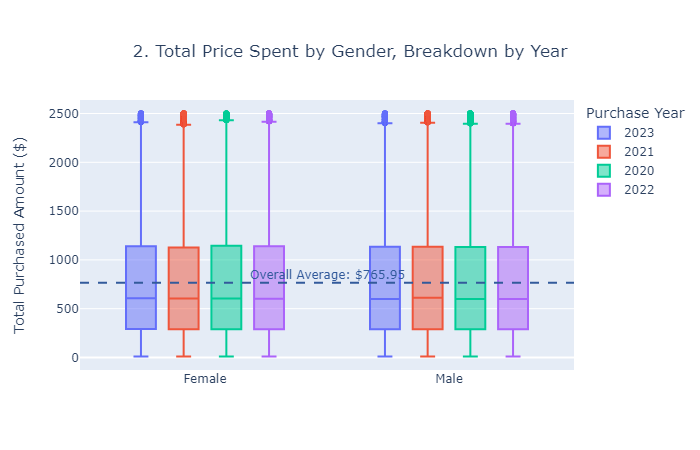 2. Total Price Spent by Gender, Breakdown by Year
Total Purchased Amount ($)
2500
2000
1500
1000
500
0
Overall Average: $765.95
Female
Male
Purchase Year
2023
2021
2020
2022